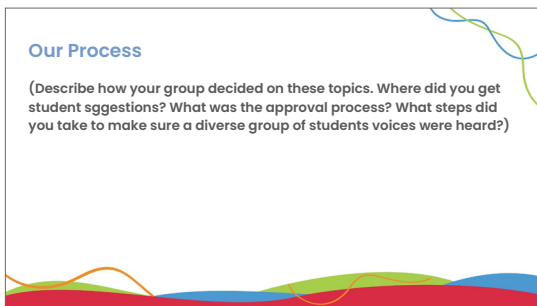 Our Process
(Describe how your group decided on these topics. Where did you get
student sggestions? What was the approval process? What steps did
you take to make sure a diverse group of students voices were heard?)